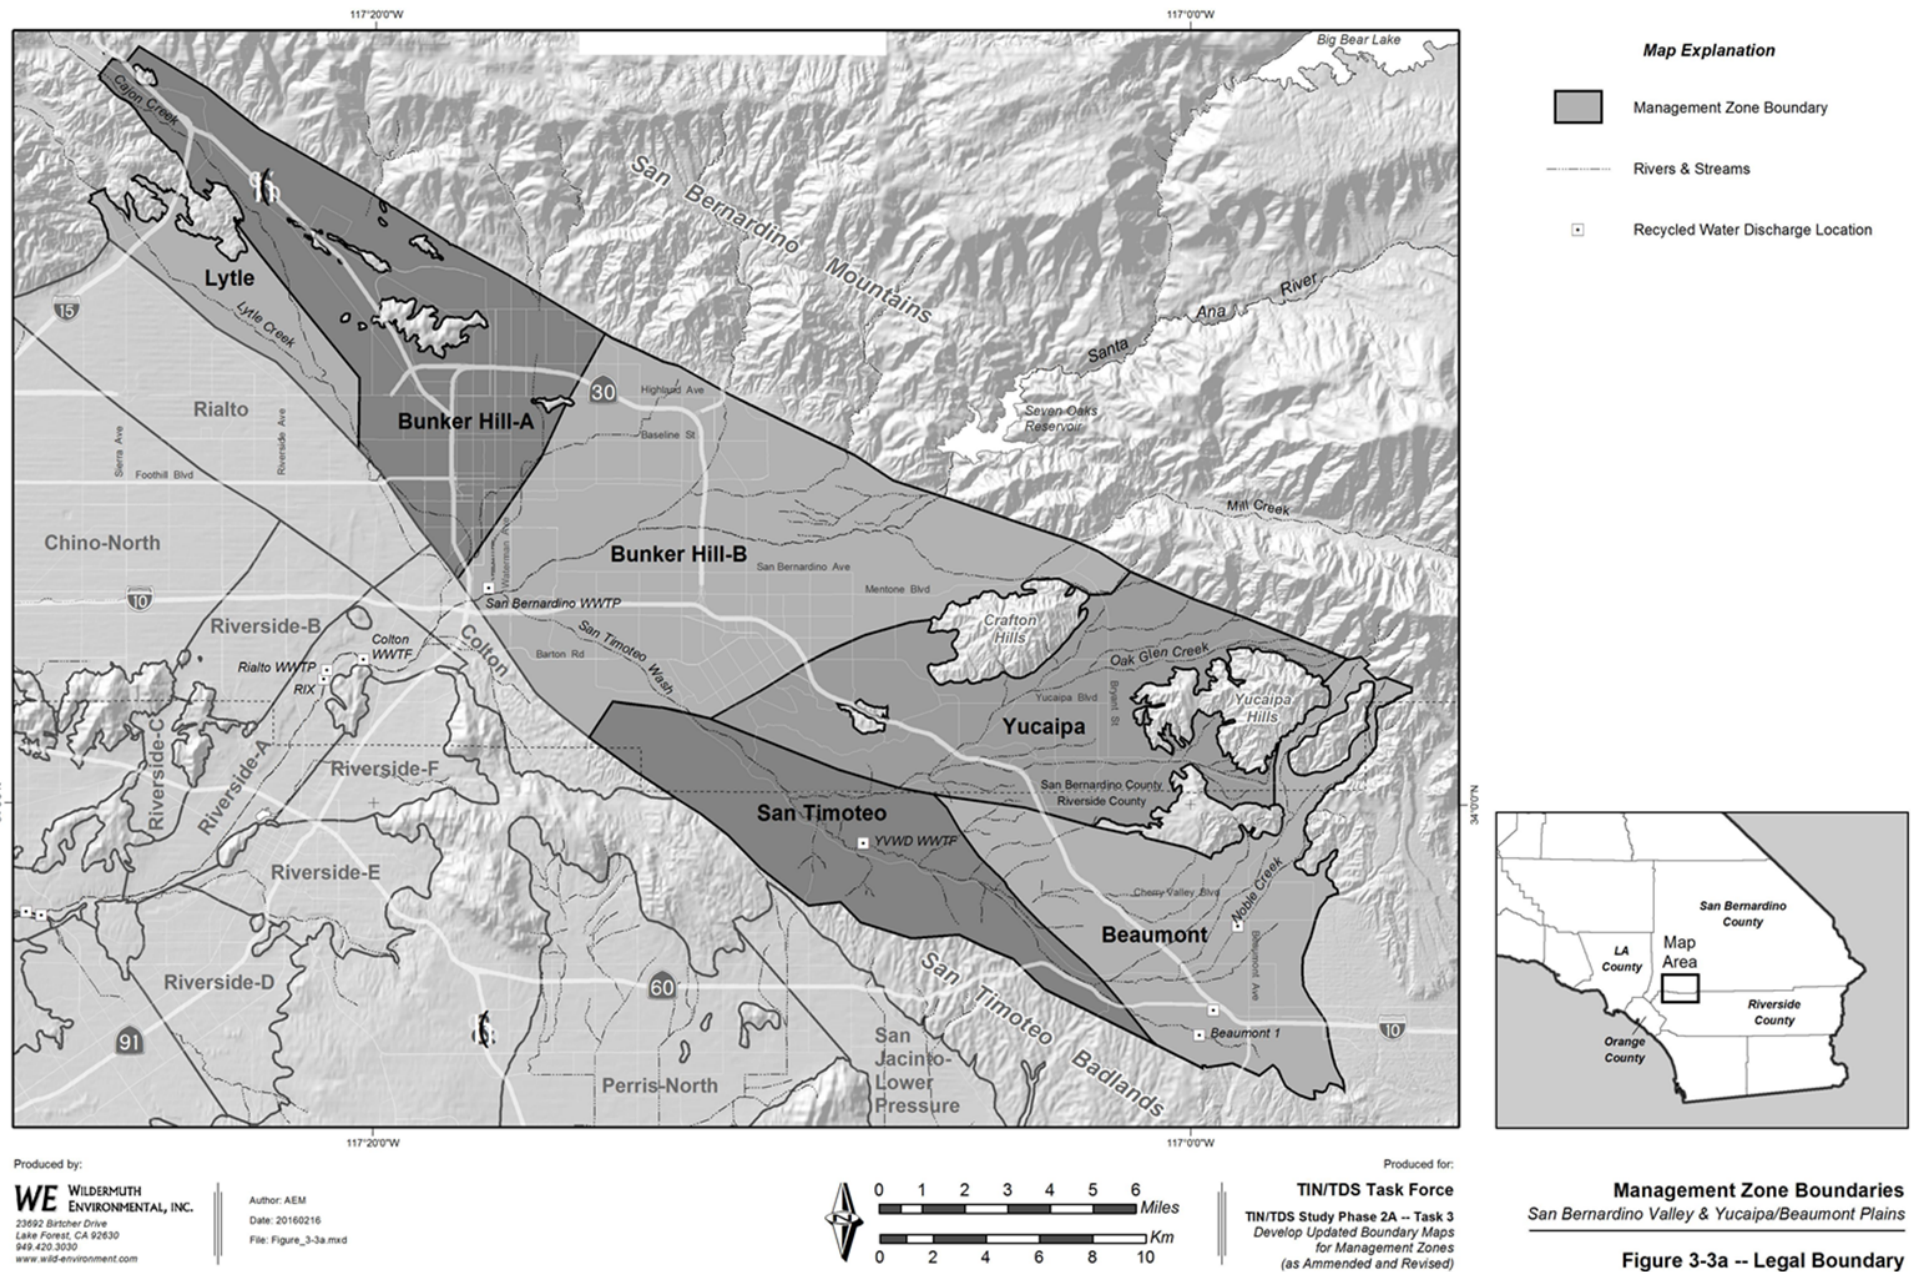 117°20'0"W
117°0'0"W
Big Bear Lake
Cajon Creek
San Bernardino Mountains
Lytle
Lytle Creek
15
Santa Ana River
Seven Oaks
Reservoir
30
Highland Ave
Baseline St
Bunker Hill-A
Rialto
Sierra Ave
Riverside Ave
Foothill Blvd
Mill Creek
Chino-North
Waterman Ave
Bunker Hill-B
San Bernardino Ave
Mentone Blvd
10
San Bernardino WWTP
Riverside-B
Colton
Colton
WWTF
Rialto WWTP
RIX
San Timoteo Wash
Barton Rd
Crafton
Hills
Oak Glen Creek
Yucaipa Blvd
Bryant St
Yucaipa
Hills
Yucaipa
Riverside-C
Riverside-A
Riverside-F
San Bernardino County
Riverside County
34°0'0"N
San Timoteo
YVWD WWTF
Riverside-E
Cherry Valley Blvd
Noble Creek
Beaumont
Beaumont Ave
Riverside-D
60
San Timoteo Badlands
91
San
Jacinto-
Lower
Pressure
Perris-North
Beaumont 1
10
117°20'0"W
117°0'0"W
Map Explanation
Management Zone Boundary
Rivers & Streams
Recycled Water Discharge Location
San Bernardino
County
LA
County
Map
Area
Riverside
County
Orange
County
Produced by:
WE WILDERMUTH
ENVIRONMENTAL, INC.
23692 Birtcher Drive
Lake Forest, CA 92630
949.420.3030
www.wild-environment.com
Author: AEM
Date: 20160216
File: Figure_3-3a.mxd
N
0 1 2 3 4 5 6
Miles
Km
0 2 4 6 8 10
Produced for:
TIN/TDS Task Force
TIN/TDS Study Phase 2A -- Task 3
Develop Updated Boundary Maps
for Management Zones
(as Ammended and Revised)
Management Zone Boundaries
San Bernardino Valley & Yucaipa/Beaumont Plains
Figure 3-3a -- Legal Boundary